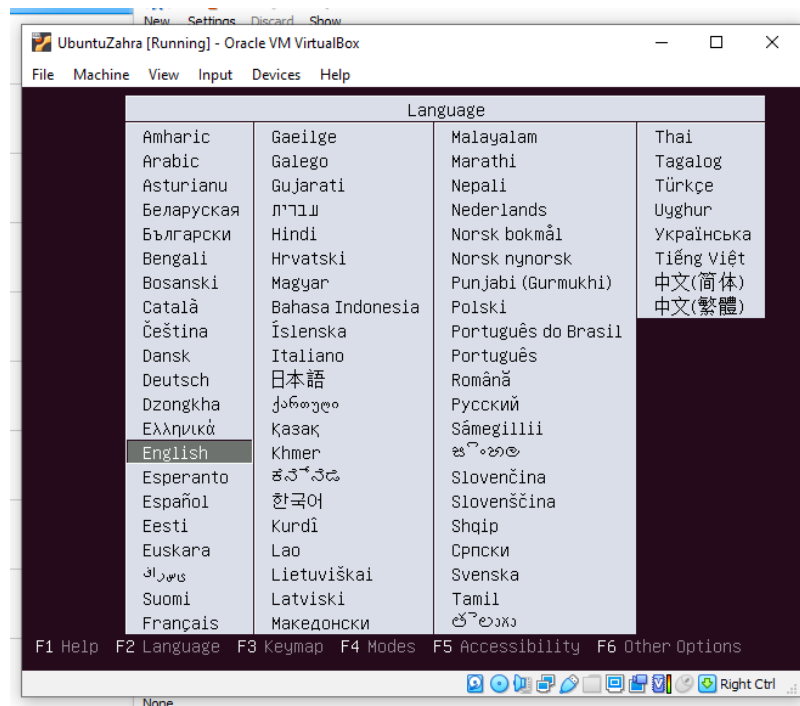 New Settings Discard Show
UbuntuZahra [Running] - Oracle VM VirtualBox
File Machine View Input Devices Help
Language
Amharic
Arabic
Asturianu
Беларуская
Български
Bengali
Bosanski
Català
Čeština
Dansk
Deutsch
Dzongkha
Ελληνικά
English
Esperanto
Español
Eesti
Euskara
Suomi
Français
Gaeilge
Galego
Gujarati
עברית
Hindi
Hrvatski
Magyar
Bahasa Indonesia
Íslenska
Italiano
日本語
ქართული
Қазақ
Khmer
한국어
Kurdî
Lao
Lietuviškai
Latviski
Македонски
Malayalam
Marathi
Nepali
Nederlands
Norsk bokmål
Norsk nynorsk
Punjabi (Gurmukhi)
Polski
Português do Brasil
Português
Română
Русский
Sámegillii
Slovenčina
Slovenščina
Shqip
Српски
Svenska
Tamil
Thai
Tagalog
Türkçe
Uyghur
Українська
Tiếng Việt
中文(简体)
中文(繁體)
F1 Help F2 Language F3 Keymap F4 Modes F5 Accessibility F6 Other Options
Right Ctrl
None